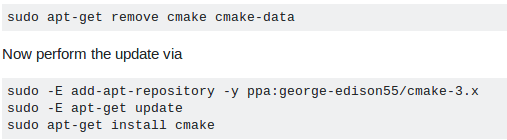 sudo apt-get remove cmake cmake-data
Now perform the update via
sudo -E add-apt-repository -y ppa:george-edison55/cmake-3.x
sudo -E apt-get update
sudo apt-get install cmake